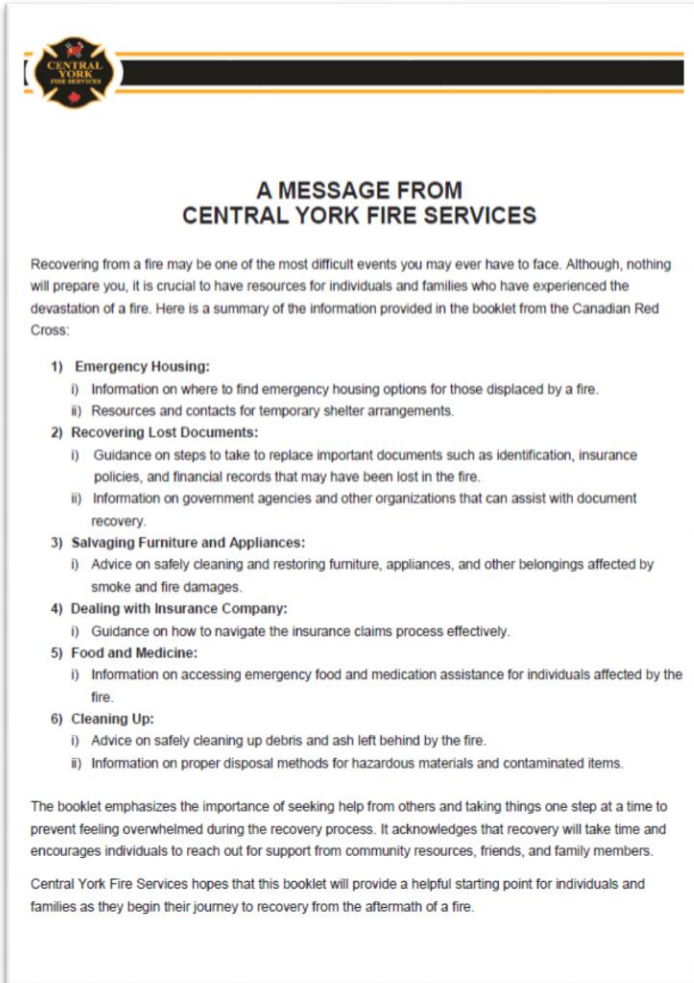 CENTRAL
YORK
FIRE SERVICES
A MESSAGE FROM
CENTRAL YORK FIRE SERVICES
Recovering from a fire may be one of the most difficult events you may ever have to face. Although, nothing
will prepare you, it is crucial to have resources for individuals and families who have experienced the
devastation of a fire. Here is a summary of the information provided in the booklet from the Canadian Red
Cross:
1) Emergency Housing:
i) Information on where to find emergency housing options for those displaced by a fire.
ii) Resources and contacts for temporary shelter arrangements.
2) Recovering Lost Documents:
i) Guidance on steps to take to replace important documents such as identification, insurance
policies, and financial records that may have been lost in the fire.
ii) Information on government agencies and other organizations that can assist with document
recovery.
3) Salvaging Furniture and Appliances:
i) Advice on safely cleaning and restoring furniture, appliances, and other belongings affected by
smoke and fire damages.
4) Dealing with Insurance Company:
i) Guidance on how to navigate the insurance claims process effectively.
5) Food and Medicine:
i) Information on accessing emergency food and medication assistance for individuals affected by the
fire.
6) Cleaning Up:
i) Advice on safely cleaning up debris and ash left behind by the fire.
ii) Information on proper disposal methods for hazardous materials and contaminated items.
The booklet emphasizes the importance of seeking help from others and taking things one step at a time to
prevent feeling overwhelmed during the recovery process. It acknowledges that recovery will take time and
encourages individuals to reach out for support from community resources, friends, and family members.
Central York Fire Services hopes that this booklet will provide a helpful starting point for individuals and
families as they begin their journey to recovery from the aftermath of a fire.